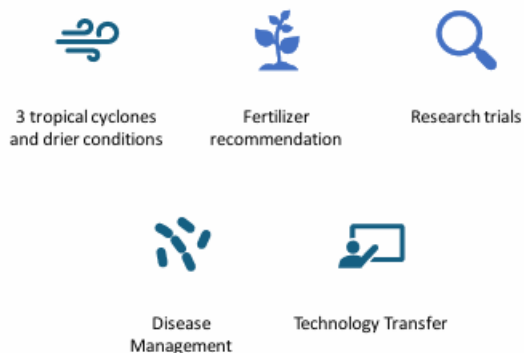 3 tropical cyclones
and drier conditions
Fertilizer
recommendation
Research trials
Disease
Management
Technology Transfer